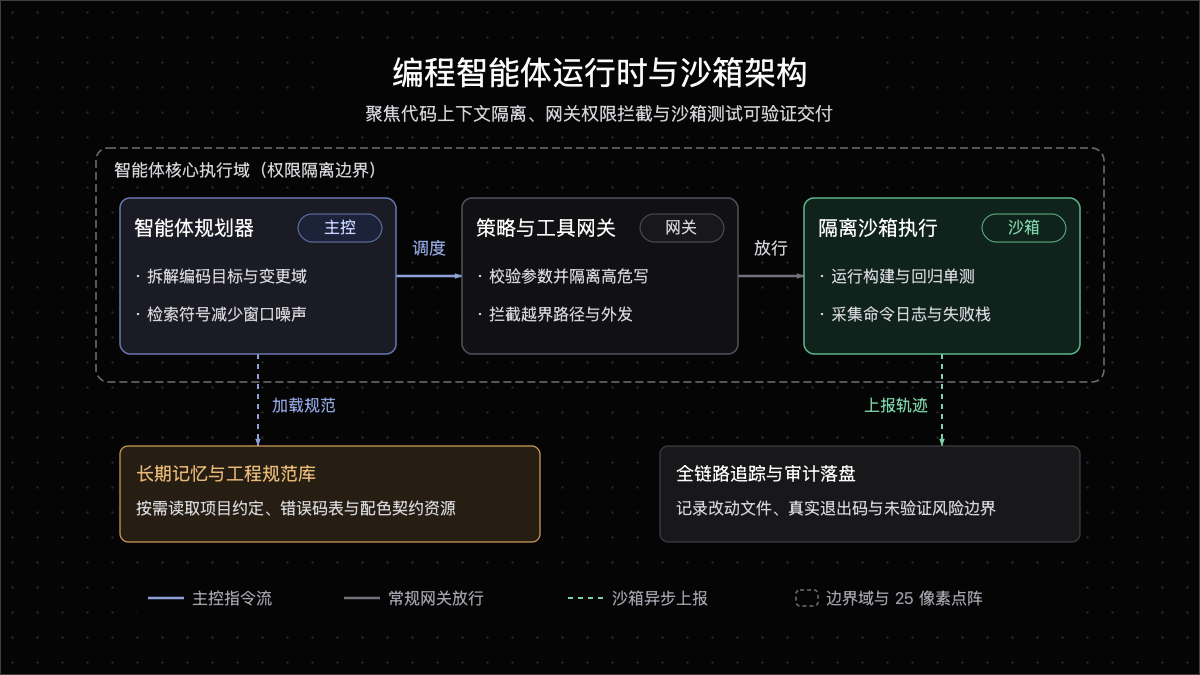 编程智能体运行时与沙箱架构
聚焦代码上下文隔离、网关权限拦截与沙箱测试可验证交付
智能体核心执行域（权限隔离边界）
智能体规划器
主控
· 拆解编码目标与变更域
· 检索符号减少窗口噪声
调度
策略与工具网关
网关
· 校验参数并隔离高危写
· 拦截越界路径与外发
放行
隔离沙箱执行
沙箱
· 运行构建与回归单测
· 采集命令日志与失败栈
加载规范
上报轨迹
长期记忆与工程规范库
按需读取项目约定、错误码表与配色契约资源
全链路追踪与审计落盘
记录改动文件、真实退出码与未验证风险边界
主控指令流
常规网关放行
沙箱异步上报
边界域与 25 像素点阵